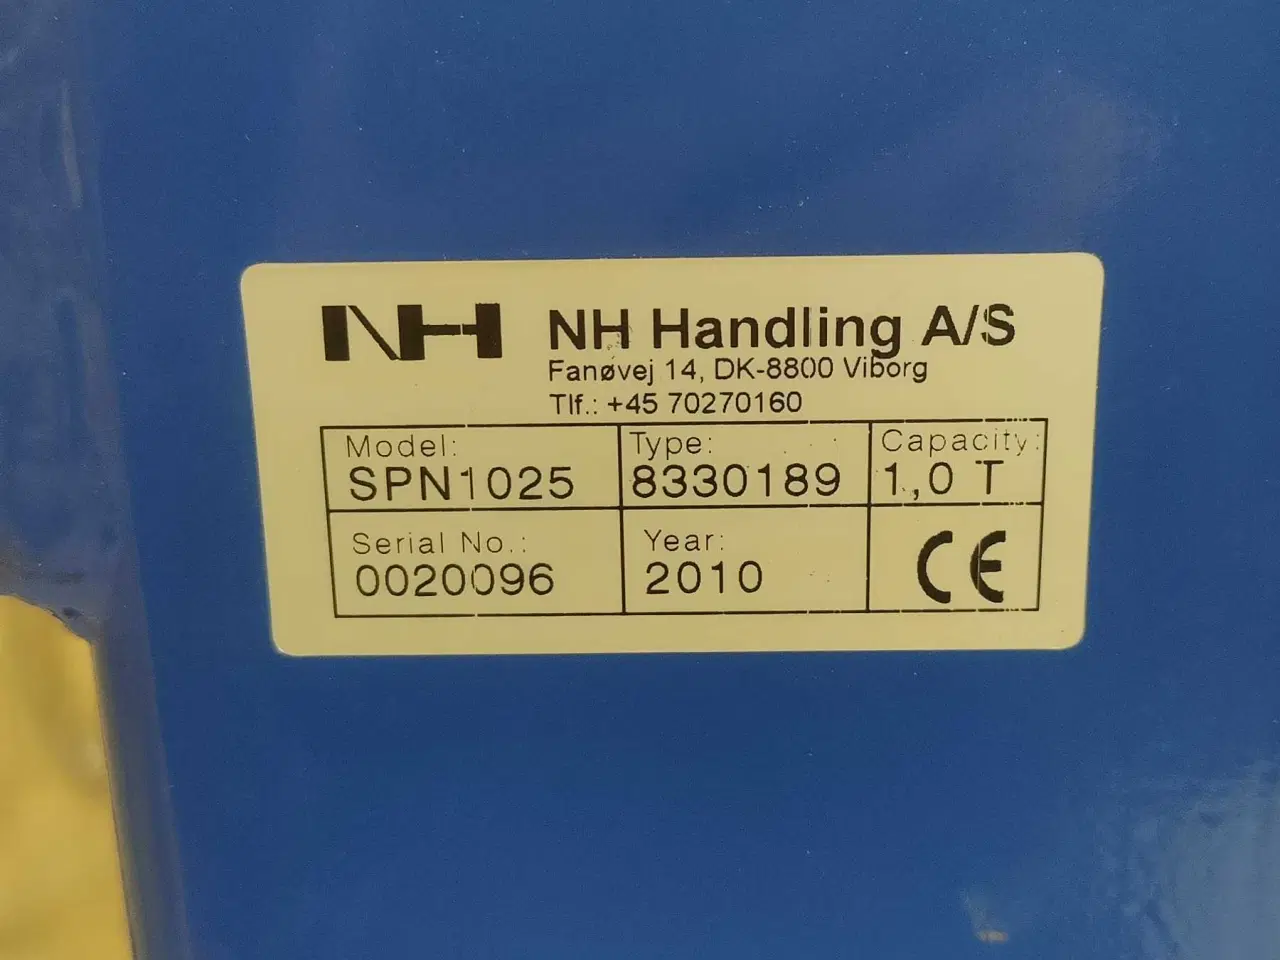 NH NH Handling A/S
Fanøvej 14, DK-8800 Viborg
Tlf.: +45 70270160
Model: Type: Capacity:
SPN1025 8330189 1,0 T
Serial No.: Year:
0020096 2010 CE